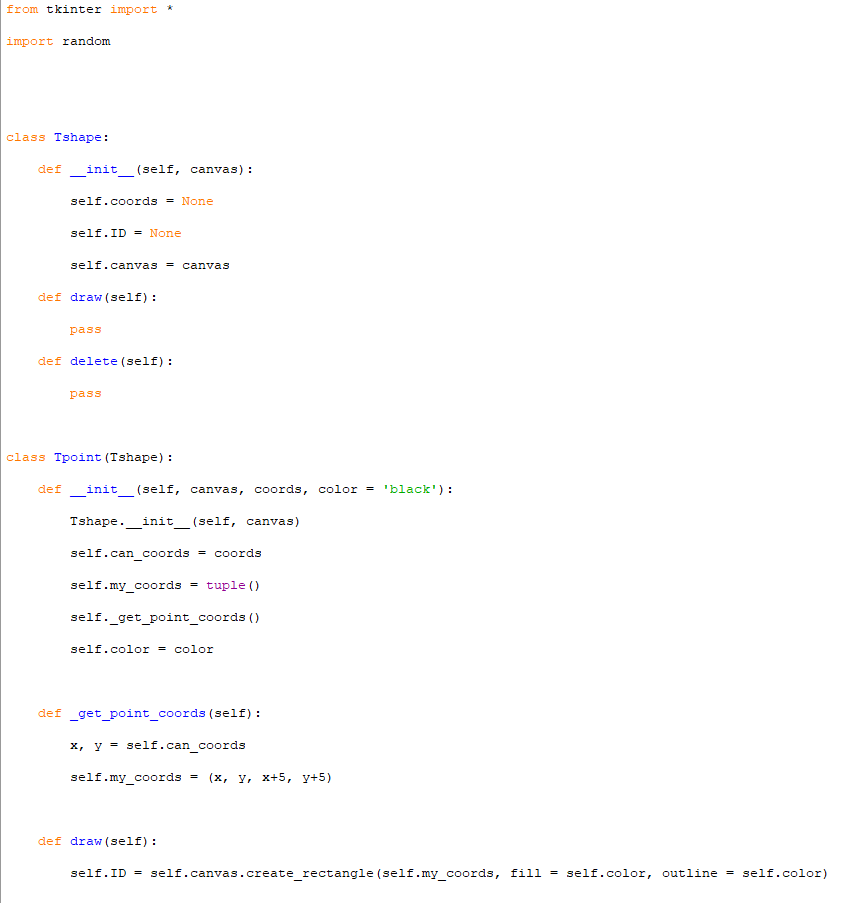 from tkinter import *
import random
class Tshape:
    def __init__(self, canvas):
        self.coords = None
        self.ID = None
        self.canvas = canvas
    def draw(self):
        pass
    def delete(self):
        pass
class Tpoint(Tshape):
    def __init__(self, canvas, coords, color = 'black'):
        Tshape.__init__(self, canvas)
        self.can_coords = coords
        self.my_coords = tuple()
        self._get_point_coords()
        self.color = color
    def _get_point_coords(self):
        x, y = self.can_coords
        self.my_coords = (x, y, x+5, y+5)
    def draw(self):
        self.ID = self.canvas.create_rectangle(self.my_coords, fill = self.color, outline = self.color)